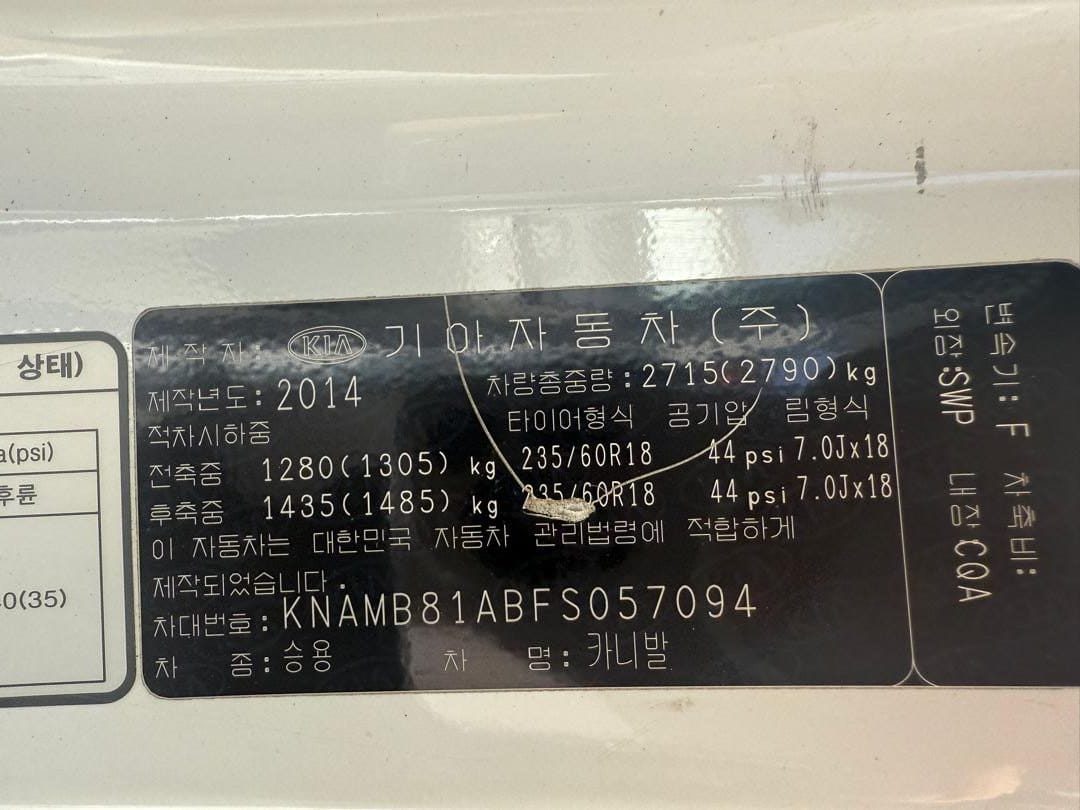 상태)
a(psi)
후륜
0(35)
제 작 자: KIA 기아자동차(주)
제작년도: 2014 차량총중량:2715(2790)kg
적차시하중 타이어형식 공기압 림형식
전축중 1280(1305) kg 235/60R18 44psi 7.0Jx18
후축중 1435(1485) kg 235/60R18 44psi 7.0Jx18
이 자동차는 대한민국 자동차 관리법령에 적합하게
제작되었습니다.
차대번호: KNAMB81ABFS057094
차 종: 승용 차 명: 카니발
변속기: F 차축비:
외장:SWP 내장:CQA